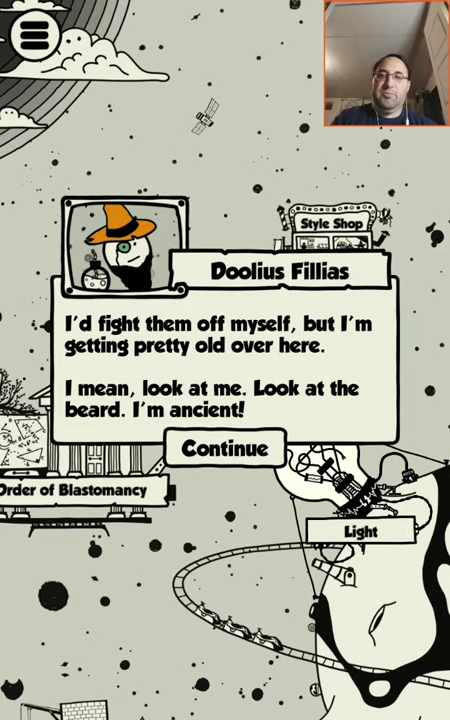 Style Shop
Doolius Fillias
I'd fight them off myself, but I'm
getting pretty old over here.
I mean, look at me. Look at the
beard. I'm ancient!
Continue
Order of Blastomancy
Light